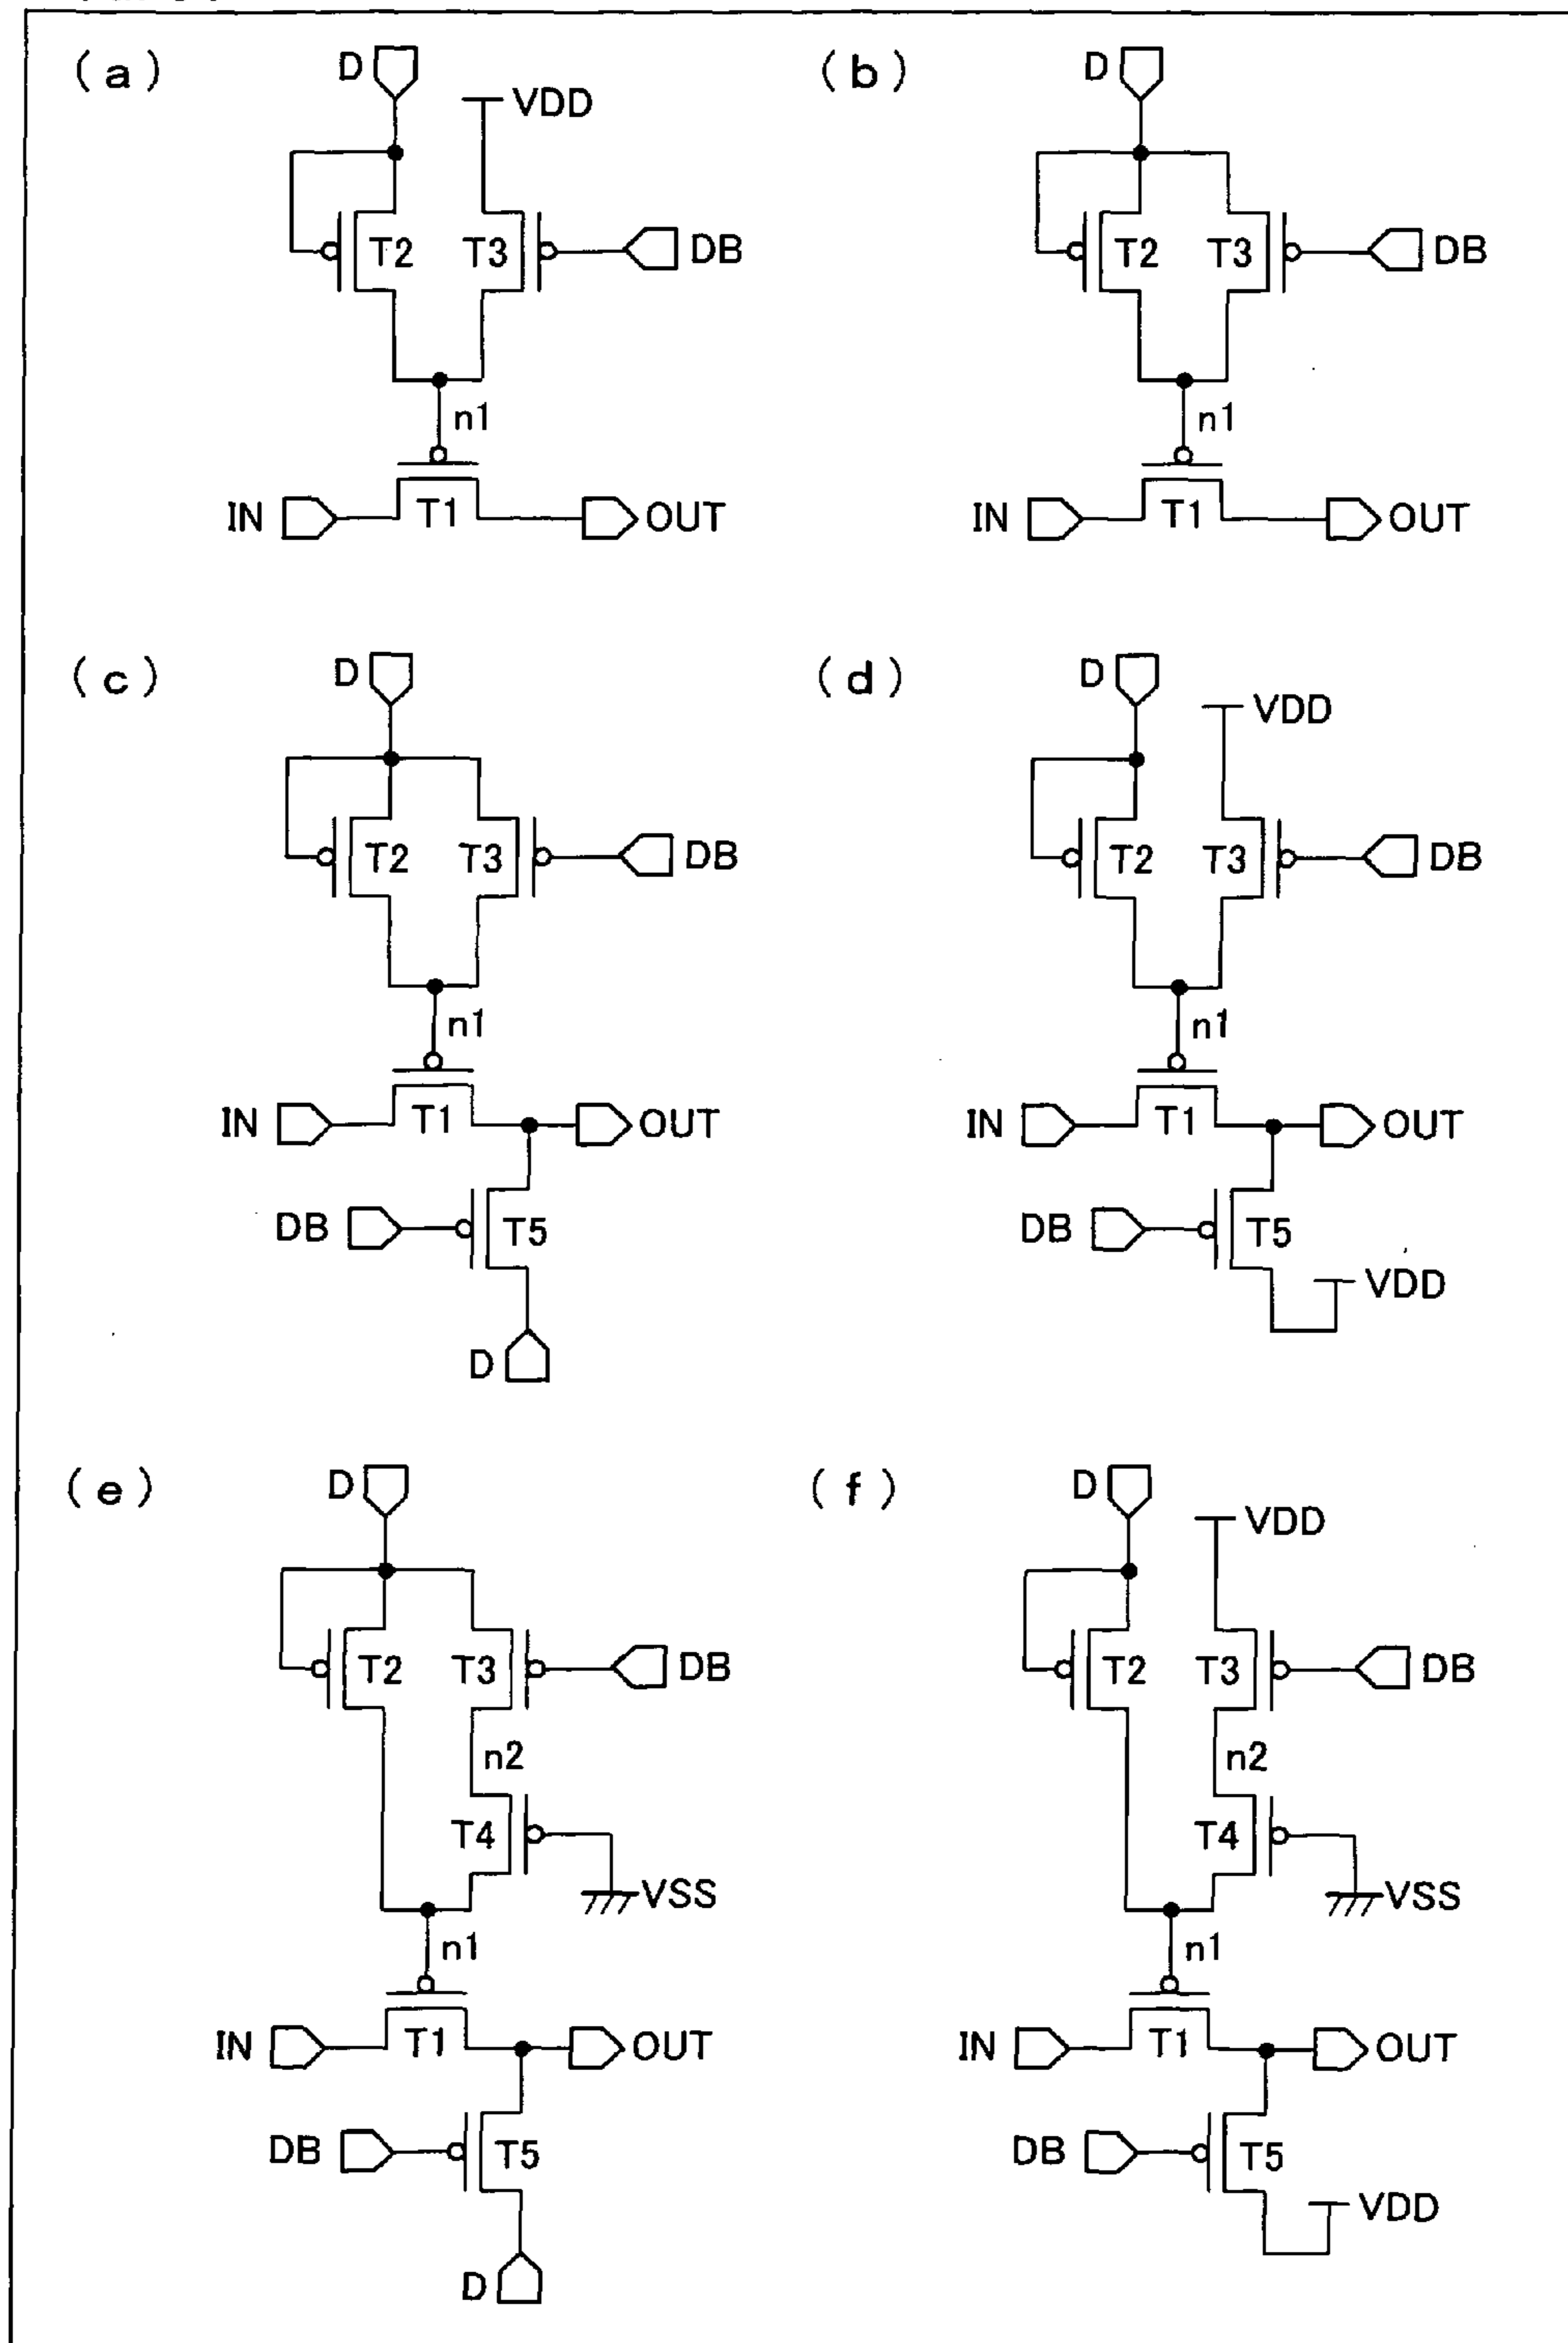 (a)
D
VDD
T2
T3
DB
n1
IN
T1
OUT
(b)
D
T2
T3
DB
n1
IN
T1
OUT
(c)
D
T2
T3
DB
n1
IN
T1
OUT
DB
T5
D
(d)
D
VDD
T2
T3
DB
n1
IN
T1
OUT
DB
T5
VDD
(e)
D
T2
T3
DB
n2
T4
VSS
n1
IN
T1
OUT
DB
T5
D
(f)
D
VDD
T2
T3
DB
n2
T4
VSS
n1
IN
T1
OUT
DB
T5
VDD